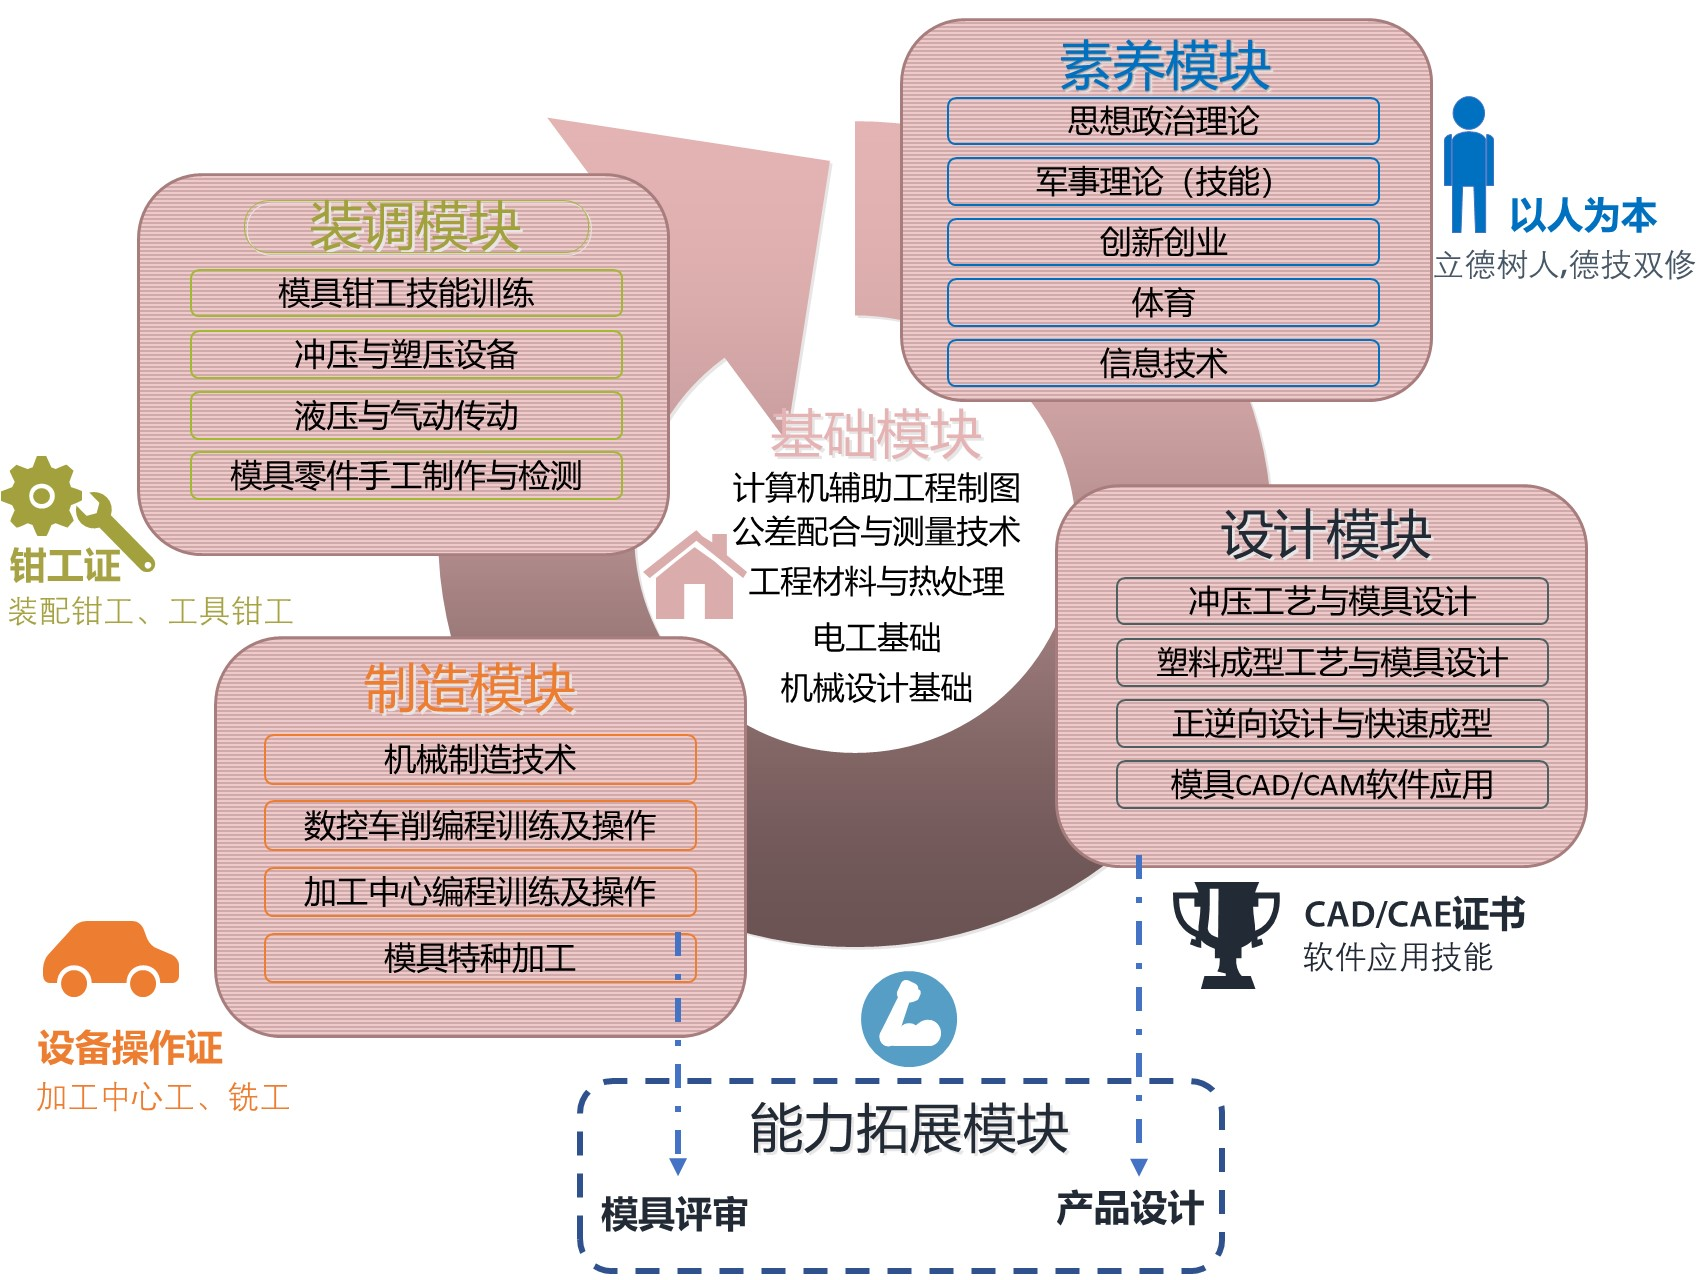 素养模块
思想政治理论
军事理论（技能）
创新创业
体育
信息技术
以人为本
立德树人,德技双修
装调模块
模具钳工技能训练
冲压与塑压设备
液压与气动传动
模具零件手工制作与检测
钳工证
装配钳工、工具钳工
基础模块
计算机辅助工程制图
公差配合与测量技术
工程材料与热处理
电工基础
机械设计基础
设计模块
冲压工艺与模具设计
塑料成型工艺与模具设计
正逆向设计与快速成型
模具CAD/CAM软件应用
CAD/CAE证书
软件应用技能
制造模块
机械制造技术
数控车削编程训练及操作
加工中心编程训练及操作
模具特种加工
设备操作证
加工中心工、铣工
能力拓展模块
模具评审
产品设计